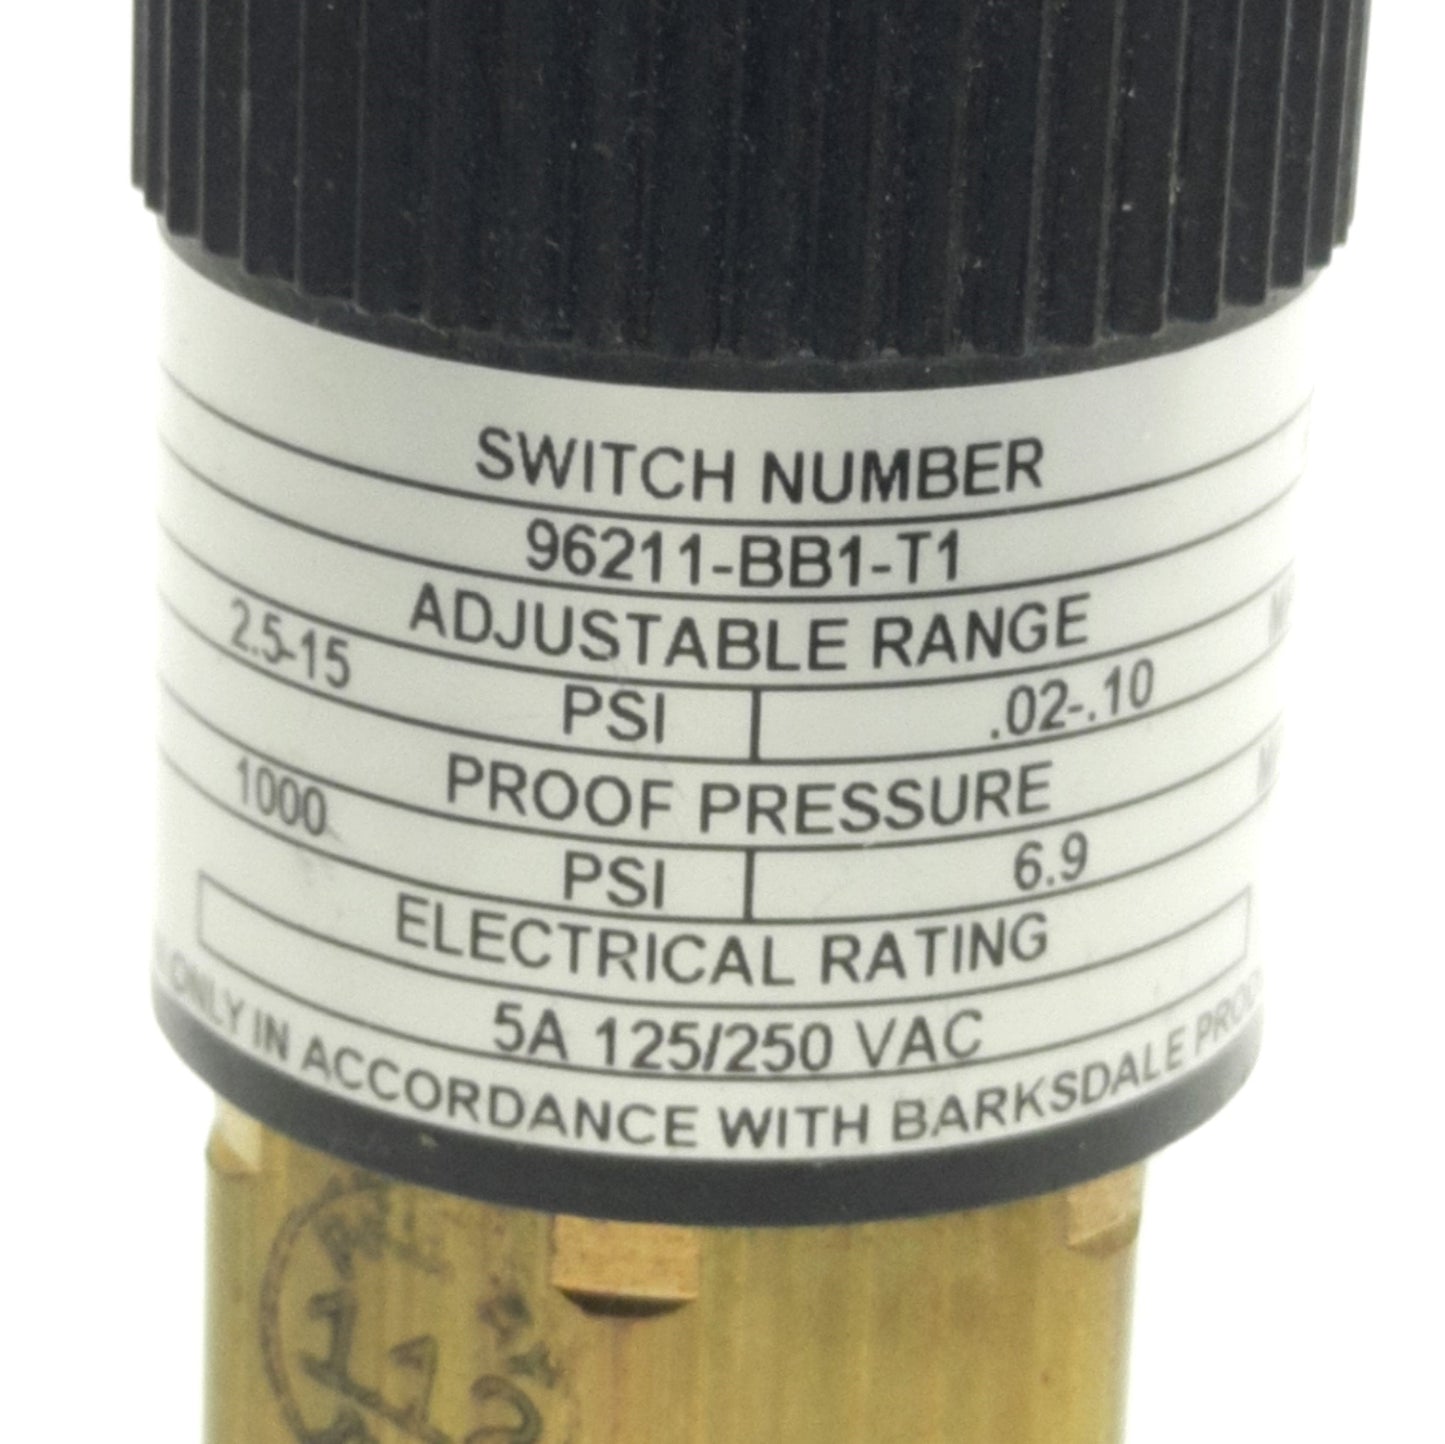 SWITCH NUMBER
96211-BB1-T1
ADJUSTABLE RANGE
2.5-15 PSI .02-.10
PROOF PRESSURE
1000 PSI 6.9
ELECTRICAL RATING
5A 125/250 VAC
ONLY IN ACCORDANCE WITH BARKSDALE
112